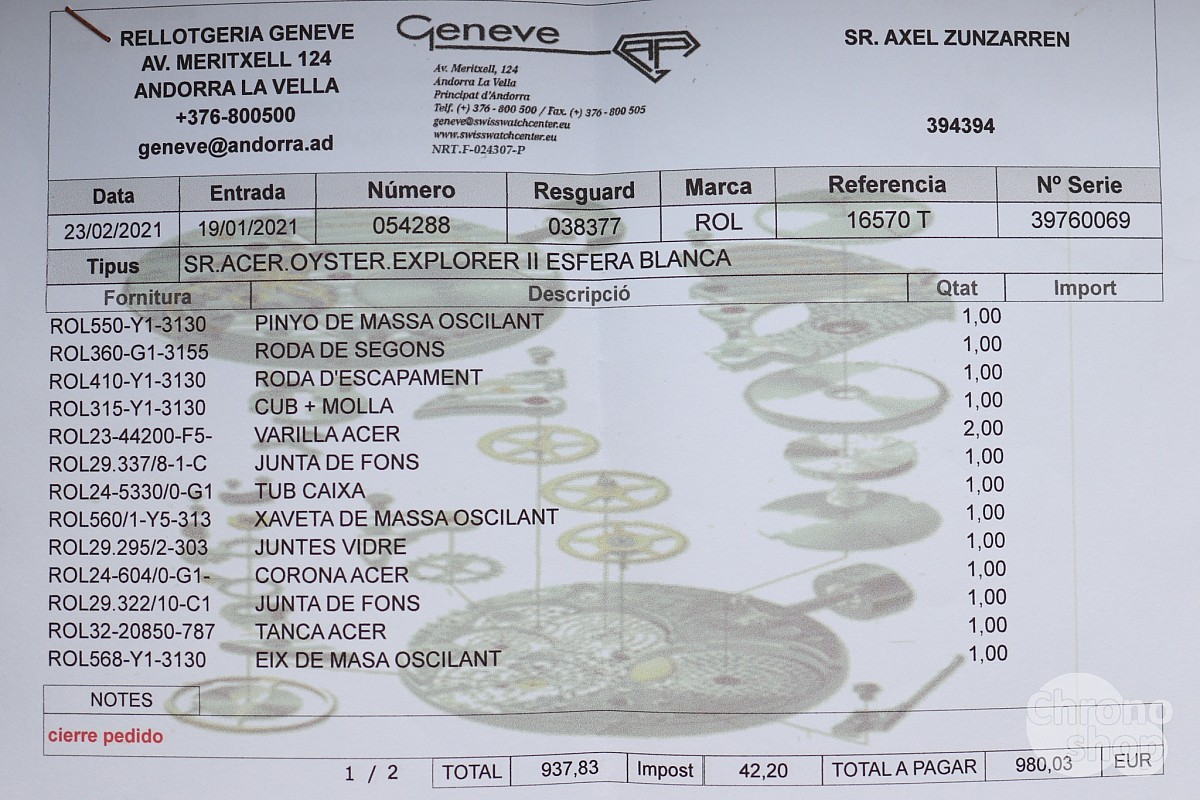 RELLOTGERIA GENEVE
AV. MERITXELL 124
ANDORRA LA VELLA
+376-800500
geneve@andorra.ad
Geneve
Av. Meritxell, 124
Andorra La Vella
Principat d'Andorra
Telf. (+) 376 - 800 500 / Fax. (+) 376 - 800 505
geneve@swisswatchcenter.eu
www.swisswatchcenter.eu
NRT.F-024307-P
SR. AXEL ZUNZARREN
394394
Data Entrada Número Resguard Marca Referencia Nº Serie
23/02/2021 19/01/2021 054288 038377 ROL 16570 T 39760069
Tipus SR.ACER.OYSTER.EXPLORER II ESFERA BLANCA
Fornitura Descripció Qtat Import
ROL550-Y1-3130 PINYO DE MASSA OSCILANT 1,00
ROL360-G1-3155 RODA DE SEGONS 1,00
ROL410-Y1-3130 RODA D'ESCAPAMENT 1,00
ROL315-Y1-3130 CUB + MOLLA 1,00
ROL23-44200-F5- VARILLA ACER 2,00
ROL29.337/8-1-C JUNTA DE FONS 1,00
ROL24-5330/0-G1 TUB CAIXA 1,00
ROL560/1-Y5-313 XAVETA DE MASSA OSCILANT 1,00
ROL29.295/2-303 JUNTES VIDRE 1,00
ROL24-604/0-G1- CORONA ACER 1,00
ROL29.322/10-C1 JUNTA DE FONS 1,00
ROL32-20850-787 TANCA ACER 1,00
ROL568-Y1-3130 EIX DE MASA OSCILANT 1,00
NOTES
cierre pedido
1 / 2 TOTAL 937,83 Impost 42,20 TOTAL A PAGAR 980,03 EUR
Chrono
shop